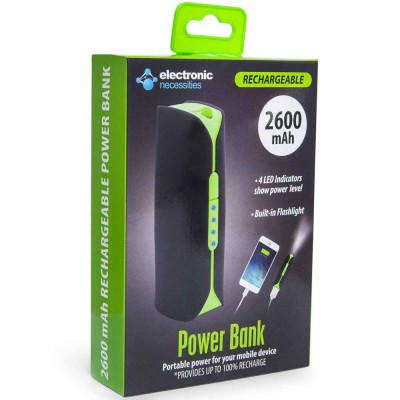 electronic
necessities
RECHARGEABLE
2600
mAh
• 4 LED Indicators
show power level
• Built-in Flashlight
Power Bank
Portable power for your mobile device
*PROVIDES UP TO 100% RECHARGE
2600 mAh RECHARGEABLE POWER BANK